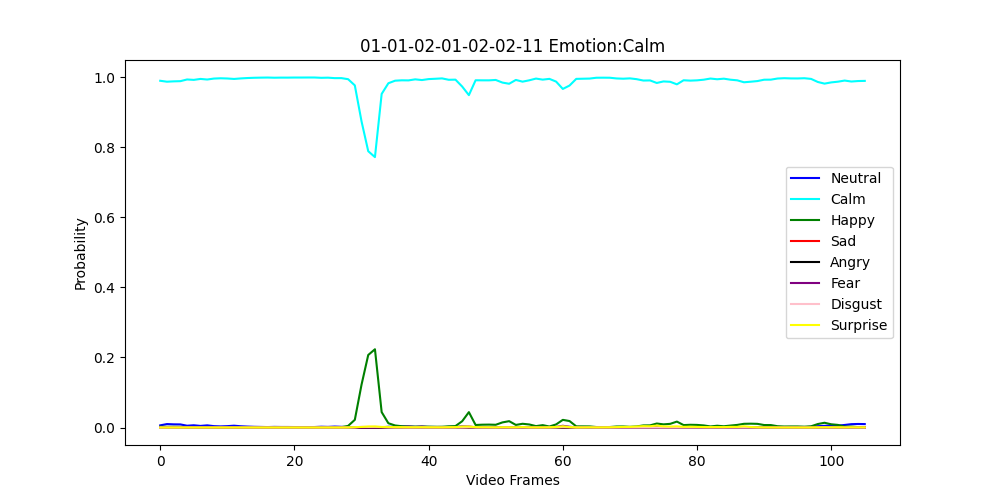 01-01-02-01-02-02-11 Emotion:Calm
1.0
0.8
0.6
0.4
0.2
0.0
Probability
Neutral
Calm
Happy
Sad
Angry
Fear
Disgust
Surprise
0 20 40 60 80 100
Video Frames